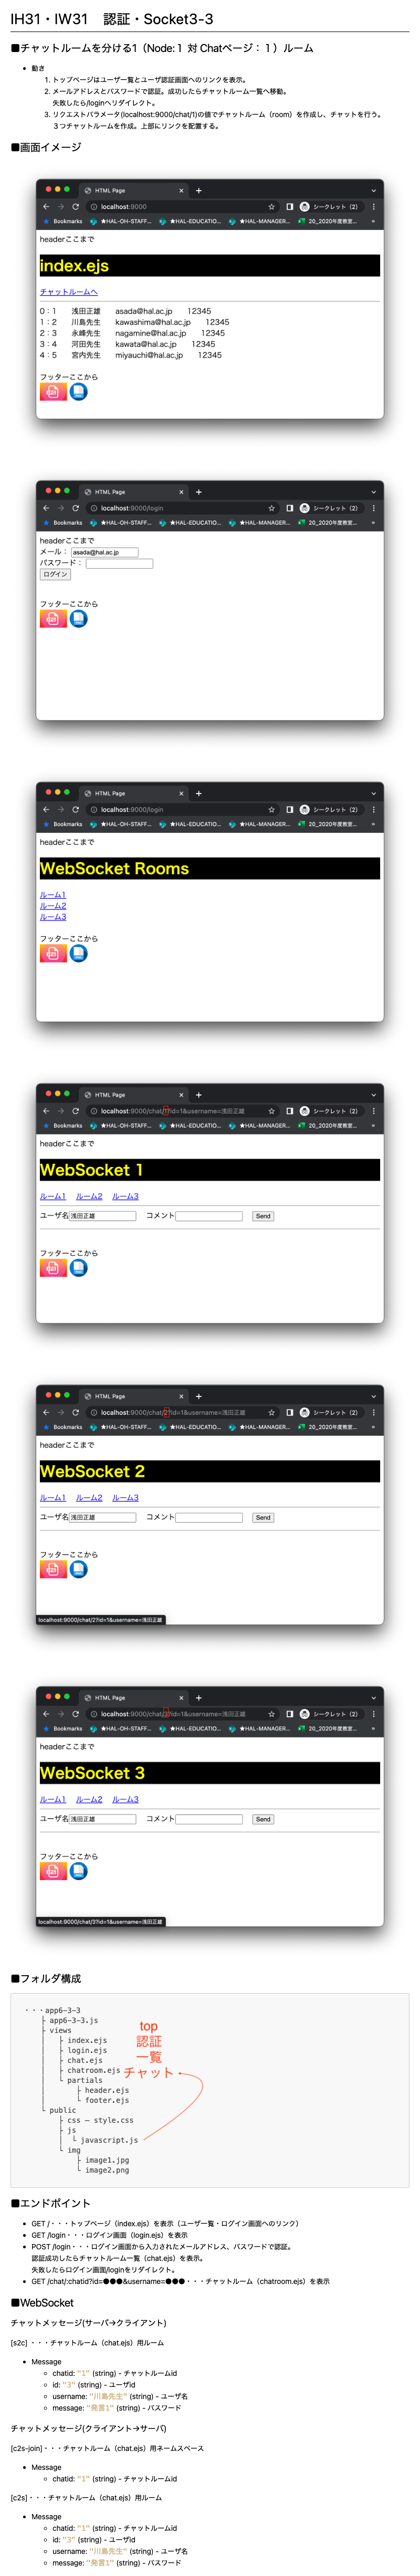 IH31・IW31　認証・Socket3-3
■チャットルームを分ける1（Node:１ 対 Chatページ：１）ルーム
• 動き
1. トップページはユーザ一覧とユーザ認証画面へのリンクを表示。
2. メールアドレスとパスワードで認証。成功したらチャットルーム一覧へ移動。
失敗したら/loginへリダイレクト。
3. リクエストパラメータ(localhost:9000/chat/1)の値でチャットルーム（room）を作成し、チャットを行う。
３つチャットルームを作成。上部にリンクを配置する。
■画面イメージ
HTML Page
localhost:9000
シークレット（2）
Bookmarks ★HAL-OH-STAFF... ★HAL-EDUCATIO... ★HAL-MANAGER... 20_2020年度教室... »
headerここまで
index.ejs
チャットルームへ
0：1 浅田正雄 asada@hal.ac.jp 12345
1：2 川島先生 kawashima@hal.ac.jp 12345
2：3 永峰先生 nagamine@hal.ac.jp 12345
3：4 河田先生 kawata@hal.ac.jp 12345
4：5 宮内先生 miyauchi@hal.ac.jp 12345
フッターここから
HTML Page
localhost:9000/login
シークレット（2）
Bookmarks ★HAL-OH-STAFF... ★HAL-EDUCATIO... ★HAL-MANAGER... 20_2020年度教室... »
headerここまで
メール： asada@hal.ac.jp
パスワード：
ログイン
フッターここから
HTML Page
localhost:9000/login
シークレット（2）
Bookmarks ★HAL-OH-STAFF... ★HAL-EDUCATIO... ★HAL-MANAGER... 20_2020年度教室... »
headerここまで
WebSocket Rooms
ルーム1
ルーム2
ルーム3
フッターここから
HTML Page
localhost:9000/chat/1?id=1&username=浅田正雄
シークレット（2）
Bookmarks ★HAL-OH-STAFF... ★HAL-EDUCATIO... ★HAL-MANAGER... 20_2020年度教室... »
headerここまで
WebSocket 1
ルーム1 ルーム2 ルーム3
ユーザ名 浅田正雄 コメント Send
フッターここから
HTML Page
localhost:9000/chat/2?id=1&username=浅田正雄
シークレット（2）
Bookmarks ★HAL-OH-STAFF... ★HAL-EDUCATIO... ★HAL-MANAGER... 20_2020年度教室... »
headerここまで
WebSocket 2
ルーム1 ルーム2 ルーム3
ユーザ名 浅田正雄 コメント Send
フッターここから
localhost:9000/chat/2?id=1&username=浅田正雄
HTML Page
localhost:9000/chat/3?id=1&username=浅田正雄
シークレット（2）
Bookmarks ★HAL-OH-STAFF... ★HAL-EDUCATIO... ★HAL-MANAGER... 20_2020年度教室... »
headerここまで
WebSocket 3
ルーム1 ルーム2 ルーム3
ユーザ名 浅田正雄 コメント Send
フッターここから
localhost:9000/chat/3?id=1&username=浅田正雄
■フォルダ構成
・・・app6-3-3
├ app6-3-3.js
├ views
│ ├ index.ejs top
│ ├ login.ejs 認証
│ ├ chat.ejs 一覧
│ ├ chatroom.ejs チャット
│ └ partials
│ ├ header.ejs
│ └ footer.ejs
└ public
├ css – style.css
├ js
│ └ javascript.js
└ img
├ image1.jpg
└ image2.png
■エンドポイント
• GET /・・・トップページ（index.ejs）を表示（ユーザ一覧・ログイン画面へのリンク）
• GET /login・・・ログイン画面（login.ejs）を表示
• POST /login・・・ログイン画面から入力されたメールアドレス、パスワードで認証。
認証成功したらチャットルーム一覧（chat.ejs）を表示。
失敗したらログイン画面/loginをリダイレクト。
• GET /chat/:chatid?id=●●●&username=●●●・・・チャットルーム（chatroom.ejs）を表示
■WebSocket
チャットメッセージ(サーバ→クライアント)
[s2c] ・・・チャットルーム（chat.ejs）用ルーム
• Message
◦ chatid: "1" (string) - チャットルームid
◦ id: "3" (string) - ユーザid
◦ username: "川島先生" (string) - ユーザ名
◦ message: "発言1" (string) - パスワード
チャットメッセージ(クライアント→サーバ)
[c2s-join]・・・チャットルーム（chat.ejs）用ネームスペース
• Message
◦ chatid: "1" (string) - チャットルームid
[c2s]・・・チャットルーム（chat.ejs）用ルーム
• Message
◦ chatid: "1" (string) - チャットルームid
◦ id: "3" (string) - ユーザid
◦ username: "川島先生" (string) - ユーザ名
◦ message: "発言1" (string) - パスワード